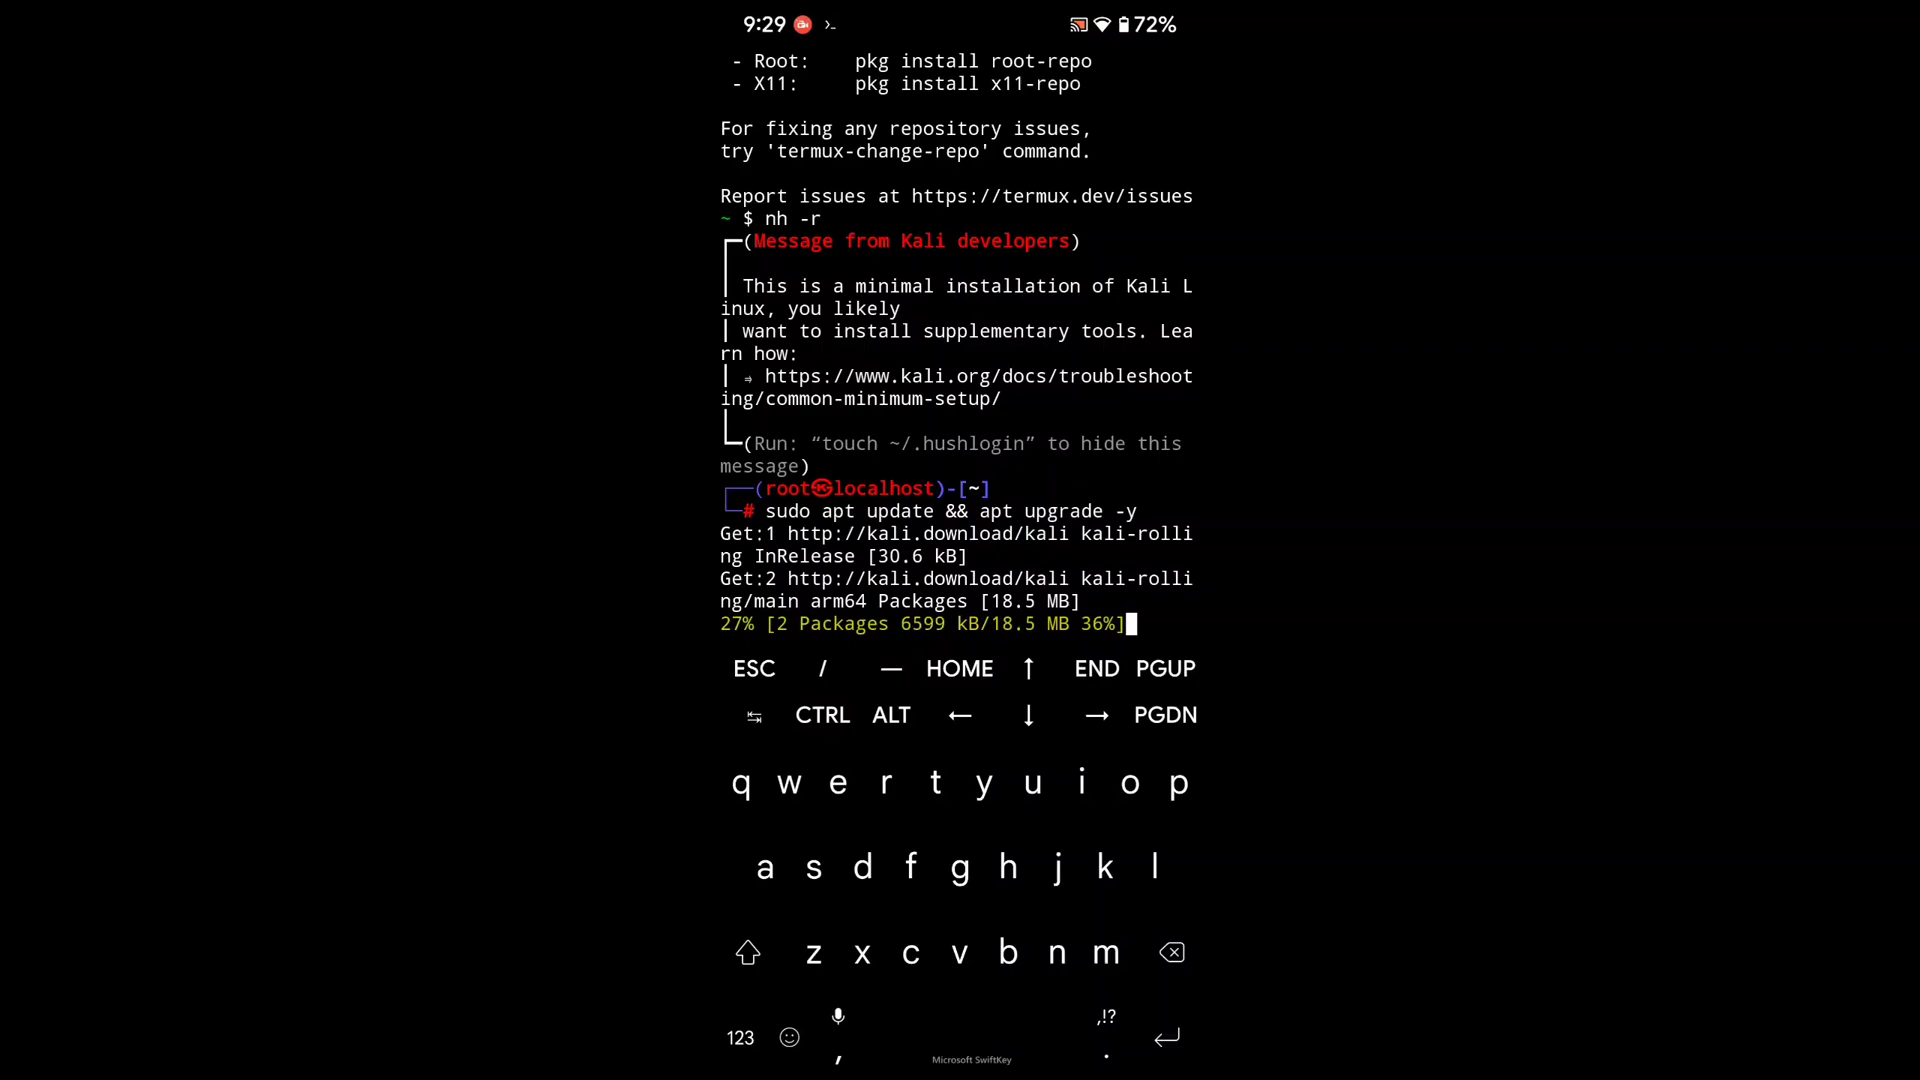 9:29 72%
- Root: pkg install root-repo
- X11: pkg install x11-repo
For fixing any repository issues,
try 'termux-change-repo' command.
Report issues at https://termux.dev/issues
~ $ nh -r
(Message from Kali developers)
This is a minimal installation of Kali L
inux, you likely
want to install supplementary tools. Lea
rn how:
⇒ https://www.kali.org/docs/troubleshoot
ing/common-minimum-setup/
(Run: “touch ~/.hushlogin” to hide this
message)
(root㉿localhost)-[~]
# sudo apt update && apt upgrade -y
Get:1 http://kali.download/kali kali-rolli
ng InRelease [30.6 kB]
Get:2 http://kali.download/kali kali-rolli
ng/main arm64 Packages [18.5 MB]
27% [2 Packages 6599 kB/18.5 MB 36%]
ESC / — HOME ↑ END PGUP
⇆ CTRL ALT ← ↓ → PGDN
q w e r t y u i o p
a s d f g h j k l
z x c v b n m
,!?
123 , .
Microsoft SwiftKey